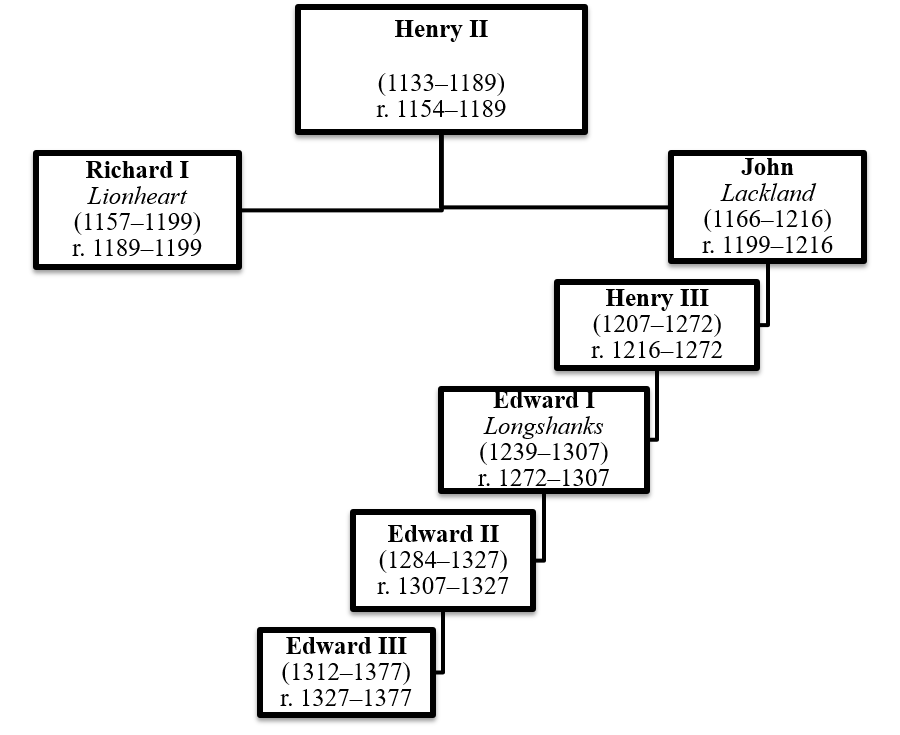 Henry II
(1133–1189)
r. 1154–1189
Richard I
Lionheart
(1157–1199)
r. 1189–1199
John
Lackland
(1166–1216)
r. 1199–1216
Henry III
(1207–1272)
r. 1216–1272
Edward I
Longshanks
(1239–1307)
r. 1272–1307
Edward II
(1284–1327)
r. 1307–1327
Edward III
(1312–1377)
r. 1327–1377